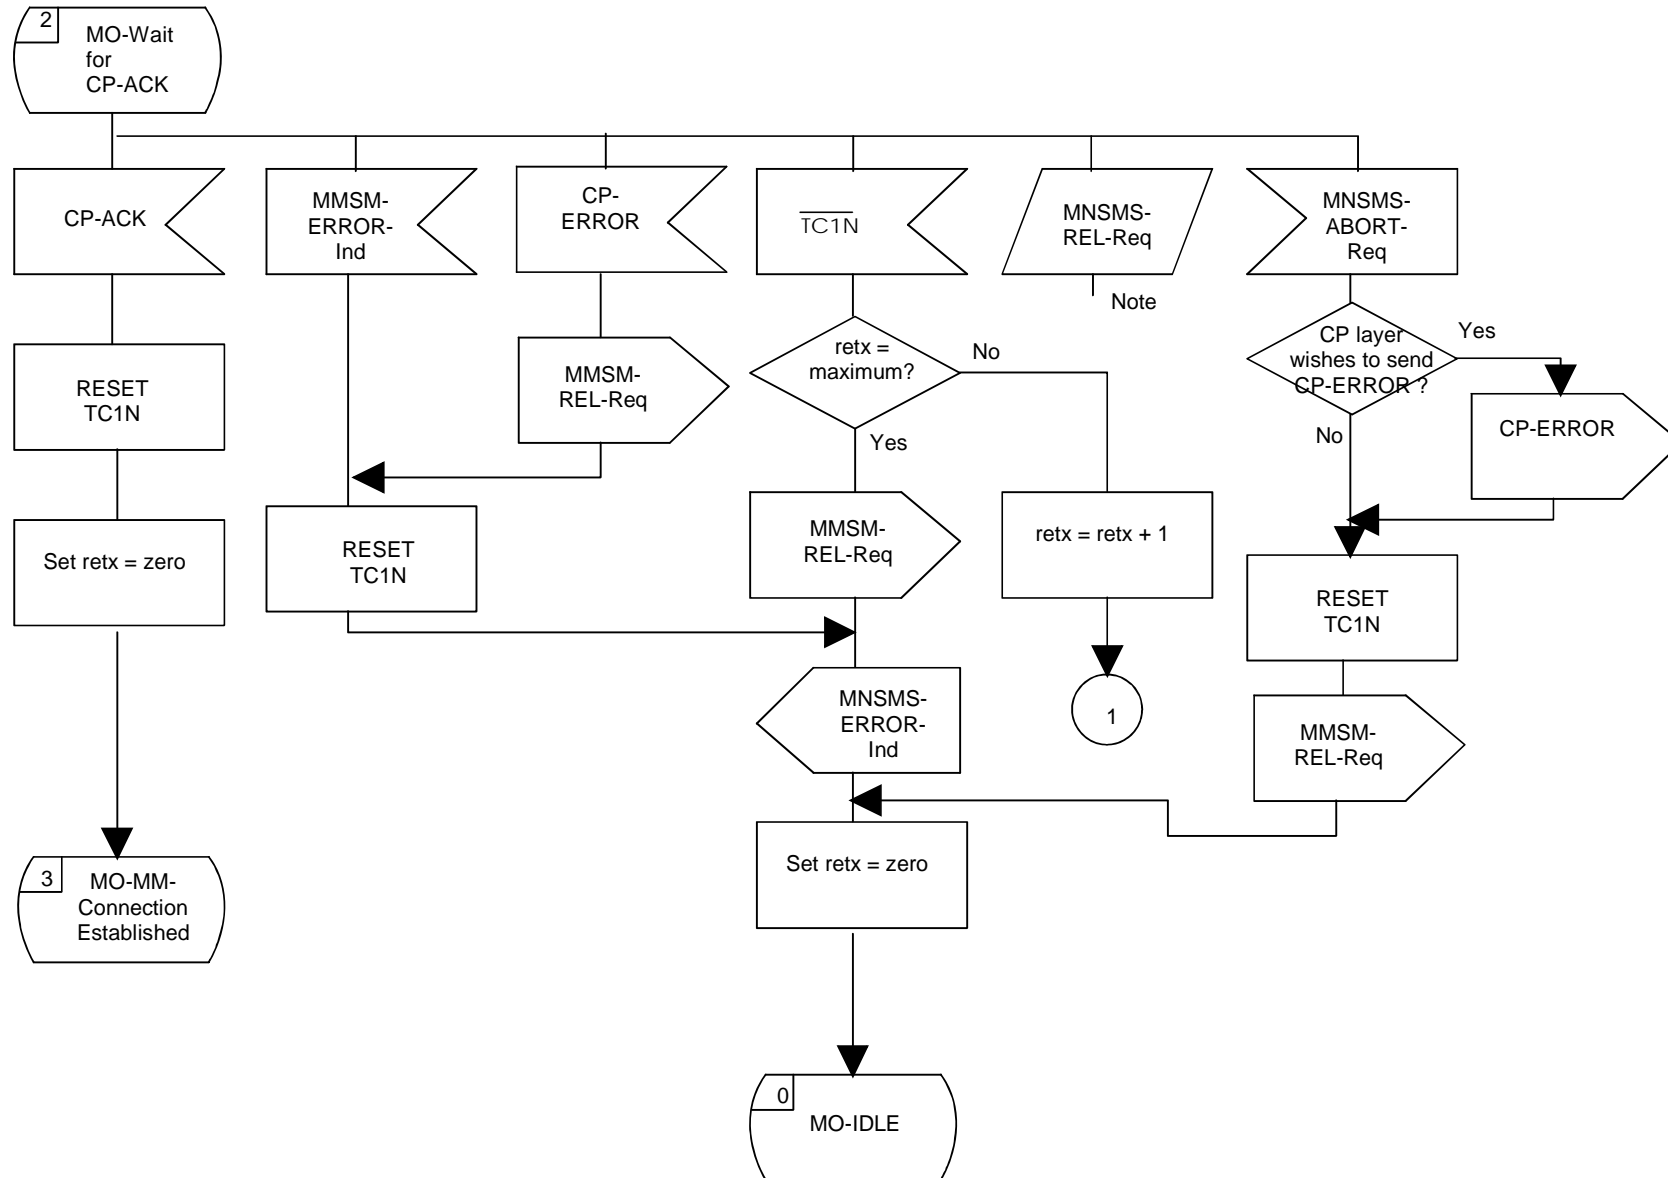 2
MO-Wait
for
CP-ACK
CP-ACK
MMSM-
ERROR-
Ind
CP-
ERROR
TC1N
MNSMS-
REL-Req
Note
MNSMS-
ABORT-
Req
RESET
TC1N
MMSM-
REL-Req
retx =
maximum?
No
Yes
CP layer
wishes to send
CP-ERROR ?
Yes
No
CP-ERROR
Set retx = zero
RESET
TC1N
MMSM-
REL-Req
retx = retx + 1
RESET
TC1N
MNSMS-
ERROR-
Ind
1
MMSM-
REL-Req
Set retx = zero
3
MO-MM-
Connection
Established
0
MO-IDLE